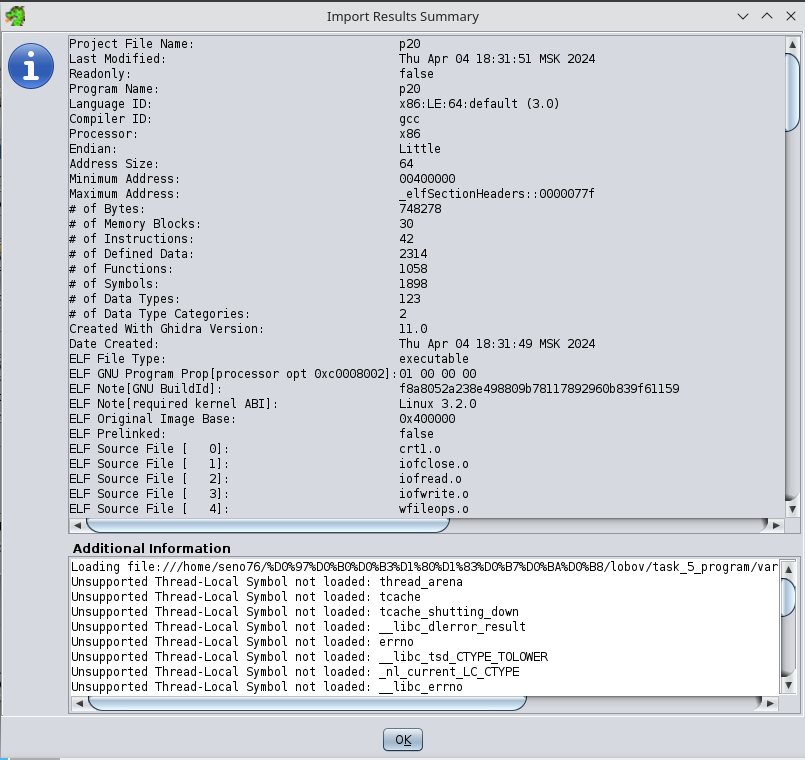 Import Results Summary
Project File Name: p20
Last Modified: Thu Apr 04 18:31:51 MSK 2024
Readonly: false
Program Name: p20
Language ID: x86:LE:64:default (3.0)
Compiler ID: gcc
Processor: x86
Endian: Little
Address Size: 64
Minimum Address: 00400000
Maximum Address: _elfSectionHeaders::0000077f
# of Bytes: 748278
# of Memory Blocks: 30
# of Instructions: 42
# of Defined Data: 2314
# of Functions: 1058
# of Symbols: 1898
# of Data Types: 123
# of Data Type Categories: 2
Created With Ghidra Version: 11.0
Date Created: Thu Apr 04 18:31:49 MSK 2024
ELF File Type: executable
ELF GNU Program Prop[processor opt 0xc0008002]: 01 00 00 00
ELF Note[GNU BuildId]: f8a8052a238e498809b78117892960b839f61159
ELF Note[required kernel ABI]: Linux 3.2.0
ELF Original Image Base: 0x400000
ELF Prelinked: false
ELF Source File [   0]: crt1.o
ELF Source File [   1]: iofclose.o
ELF Source File [   2]: iofread.o
ELF Source File [   3]: iofwrite.o
ELF Source File [   4]: wfileops.o
Additional Information
Loading file:///home/seno76/%D0%97%D0%B0%D0%B3%D1%80%D1%83%D0%B7%D0%BA%D0%B8/lobov/task_5_program/var
Unsupported Thread-Local Symbol not loaded: thread_arena
Unsupported Thread-Local Symbol not loaded: tcache
Unsupported Thread-Local Symbol not loaded: tcache_shutting_down
Unsupported Thread-Local Symbol not loaded: __libc_dlerror_result
Unsupported Thread-Local Symbol not loaded: errno
Unsupported Thread-Local Symbol not loaded: __libc_tsd_CTYPE_TOLOWER
Unsupported Thread-Local Symbol not loaded: _nl_current_LC_CTYPE
Unsupported Thread-Local Symbol not loaded: __libc_errno
OK